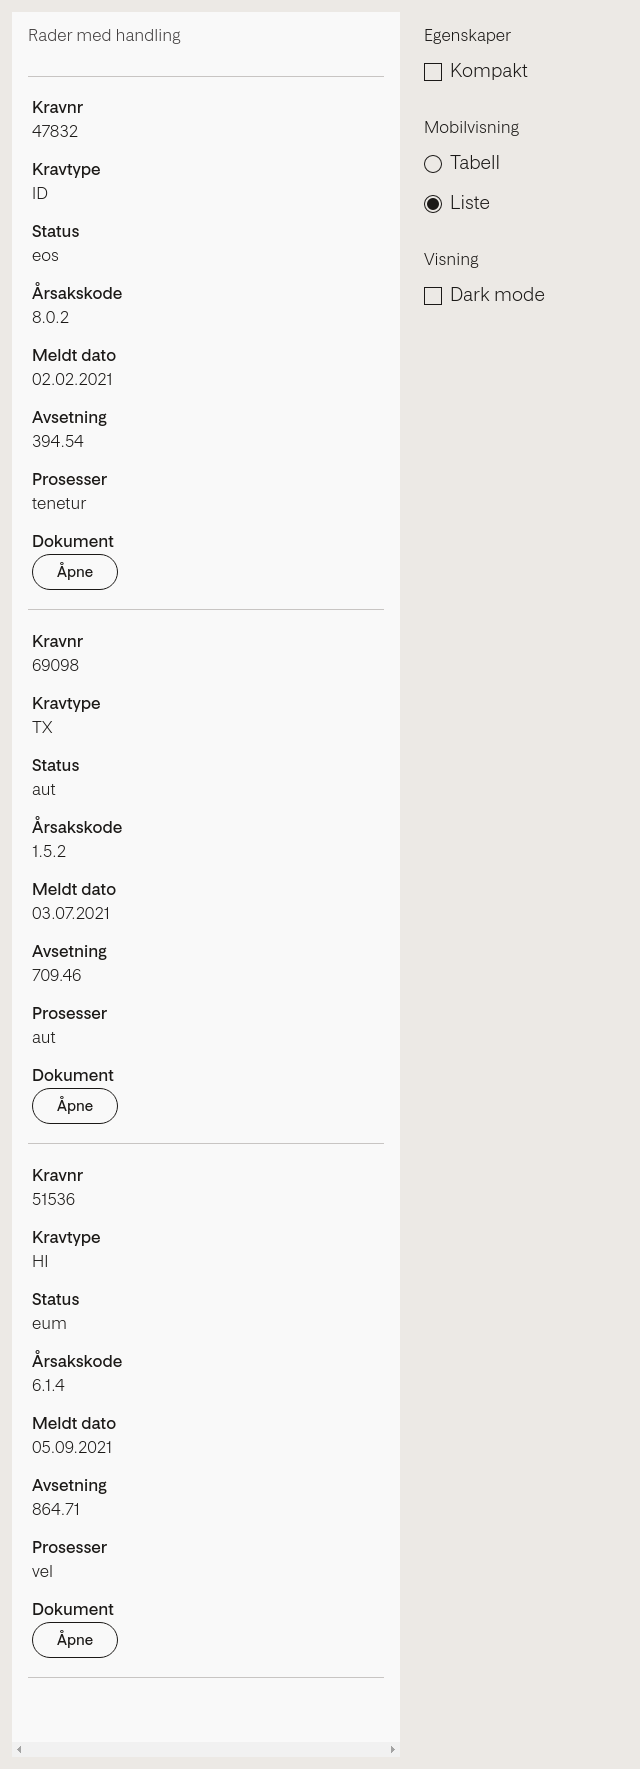 Rader med handling
Kravnr
47832
Kravtype
ID
Status
eos
Årsakskode
8.0.2
Meldt dato
02.02.2021
Avsetning
394.54
Prosesser
tenetur
Dokument
Åpne
Kravnr
69098
Kravtype
TX
Status
aut
Årsakskode
1.5.2
Meldt dato
03.07.2021
Avsetning
709.46
Prosesser
aut
Dokument
Åpne
Kravnr
51536
Kravtype
HI
Status
eum
Årsakskode
6.1.4
Meldt dato
05.09.2021
Avsetning
864.71
Prosesser
vel
Dokument
Åpne
Egenskaper
Kompakt
Mobilvisning
Tabell
Liste
Visning
Dark mode